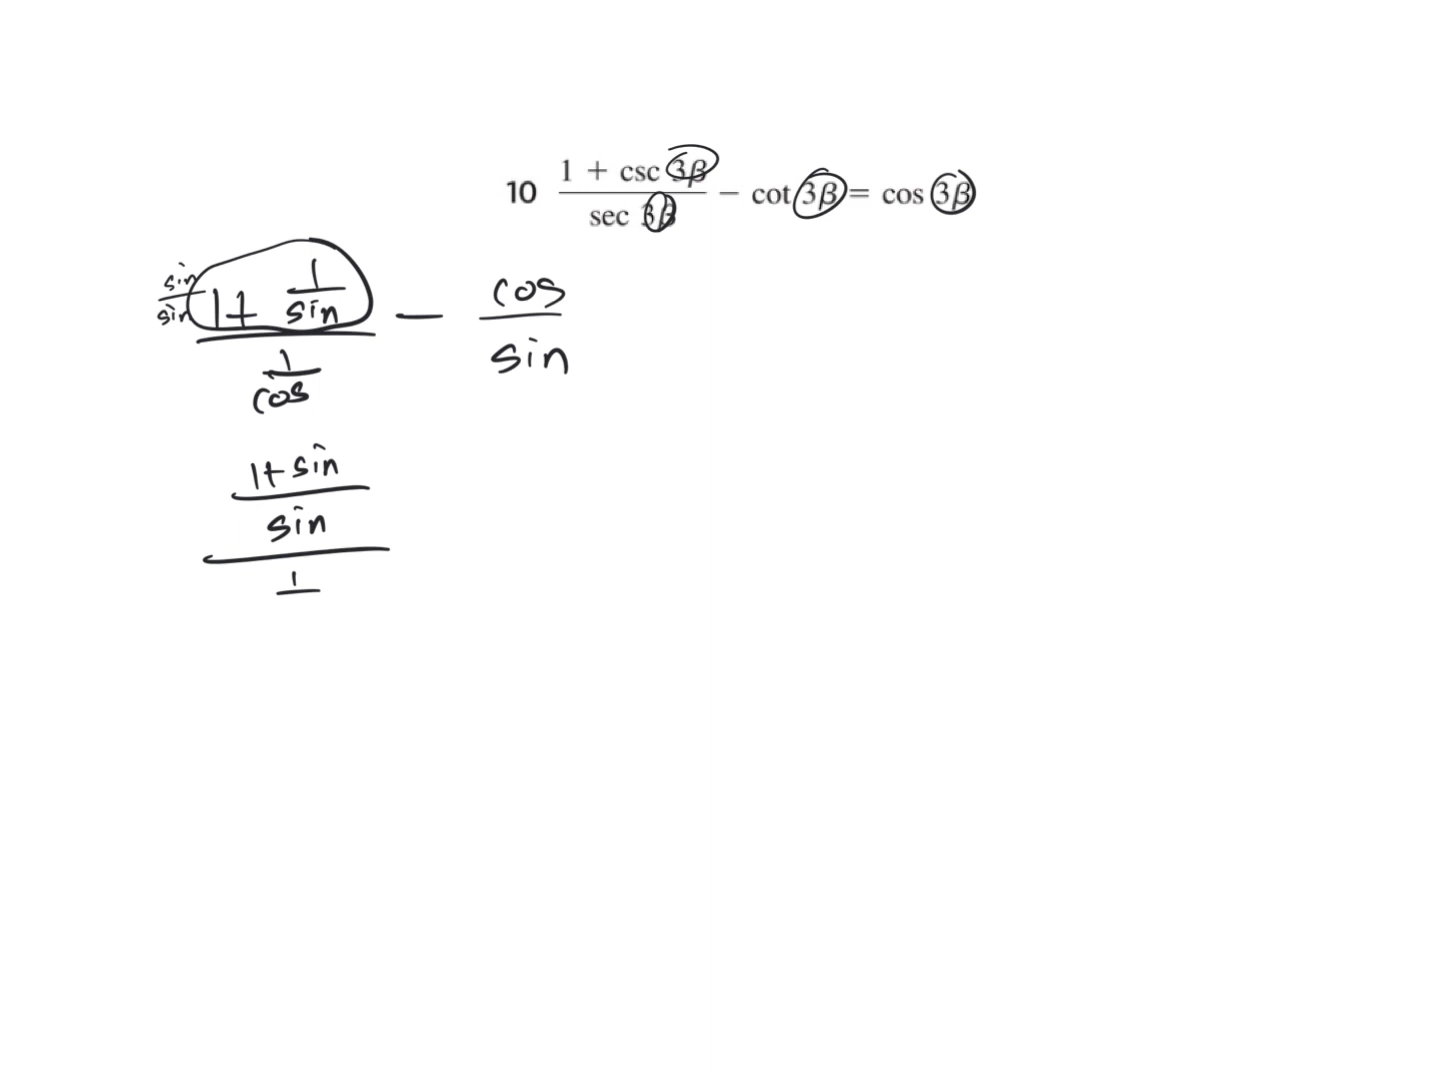 10 (1 + csc 3β)/(sec 3β) − cot 3β = cos 3β
sin/sin (1 + 1/sin)/(1/cos) − cos/sin
1 + sin
sin
1